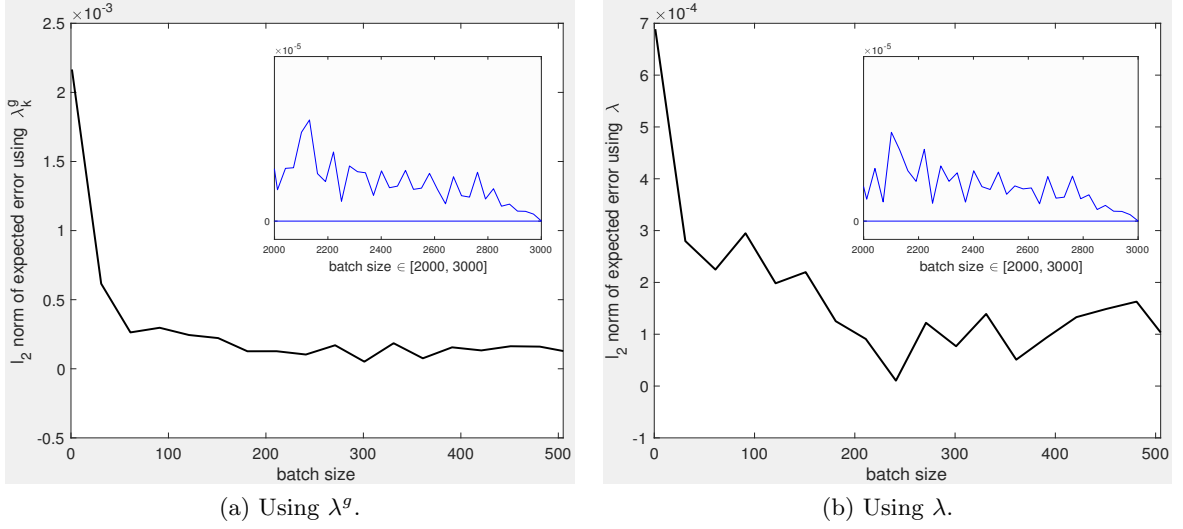 ×10⁻³
2.5
2
1.5
1
0.5
0
-0.5
l₂ norm of expected error using λₖᵍ
0 100 200 300 400 500
batch size
×10⁻⁵
0
2000 2200 2400 2600 2800 3000
batch size ∈ [2000, 3000]
(a) Using λᵍ.
×10⁻⁴
7
6
5
4
3
2
1
0
-1
l₂ norm of expected error using λ
0 100 200 300 400 500
batch size
×10⁻⁵
0
2000 2200 2400 2600 2800 3000
batch size ∈ [2000, 3000]
(b) Using λ.